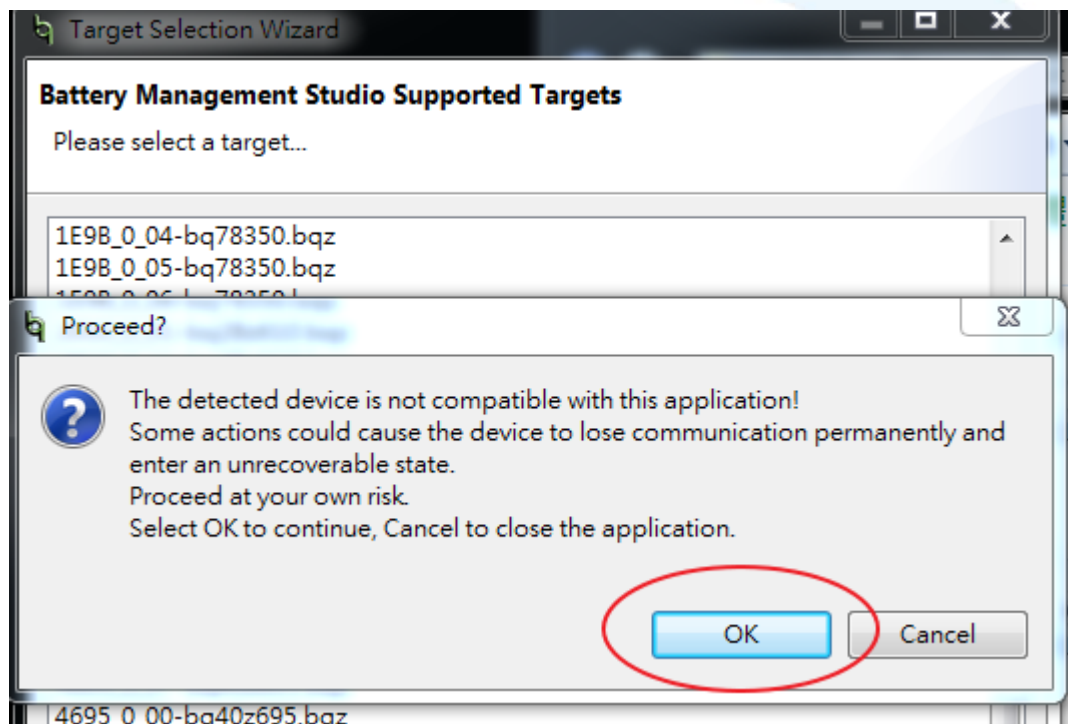 Target Selection Wizard
Battery Management Studio Supported Targets
Please select a target...
1E9B_0_04-bq78350.bqz
1E9B_0_05-bq78350.bqz
Proceed?
The detected device is not compatible with this application!
Some actions could cause the device to lose communication permanently and
enter an unrecoverable state.
Proceed at your own risk.
Select OK to continue, Cancel to close the application.
OK Cancel
4695_0_00-bq40z695.bqz